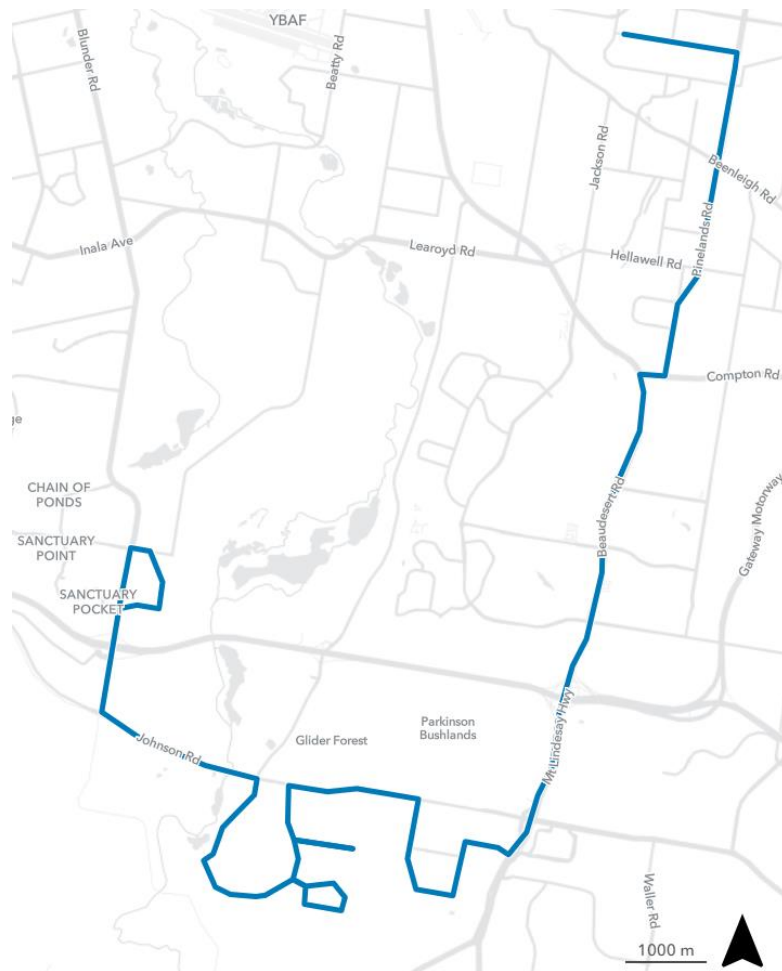 YBAF
Blunder Rd
Beatty Rd
Jackson Rd
Beenleigh Rd
Pinelands Rd
Inala Ave
Learoyd Rd
Hellawell Rd
Compton Rd
ge
CHAIN OF
PONDS
Beaudesert Rd
Gateway Motorway
SANCTUARY
POINT
SANCTUARY
POCKET
Mt Lindesay Hwy
Johnson Rd
Glider Forest
Parkinson
Bushlands
Waller Rd
1000 m